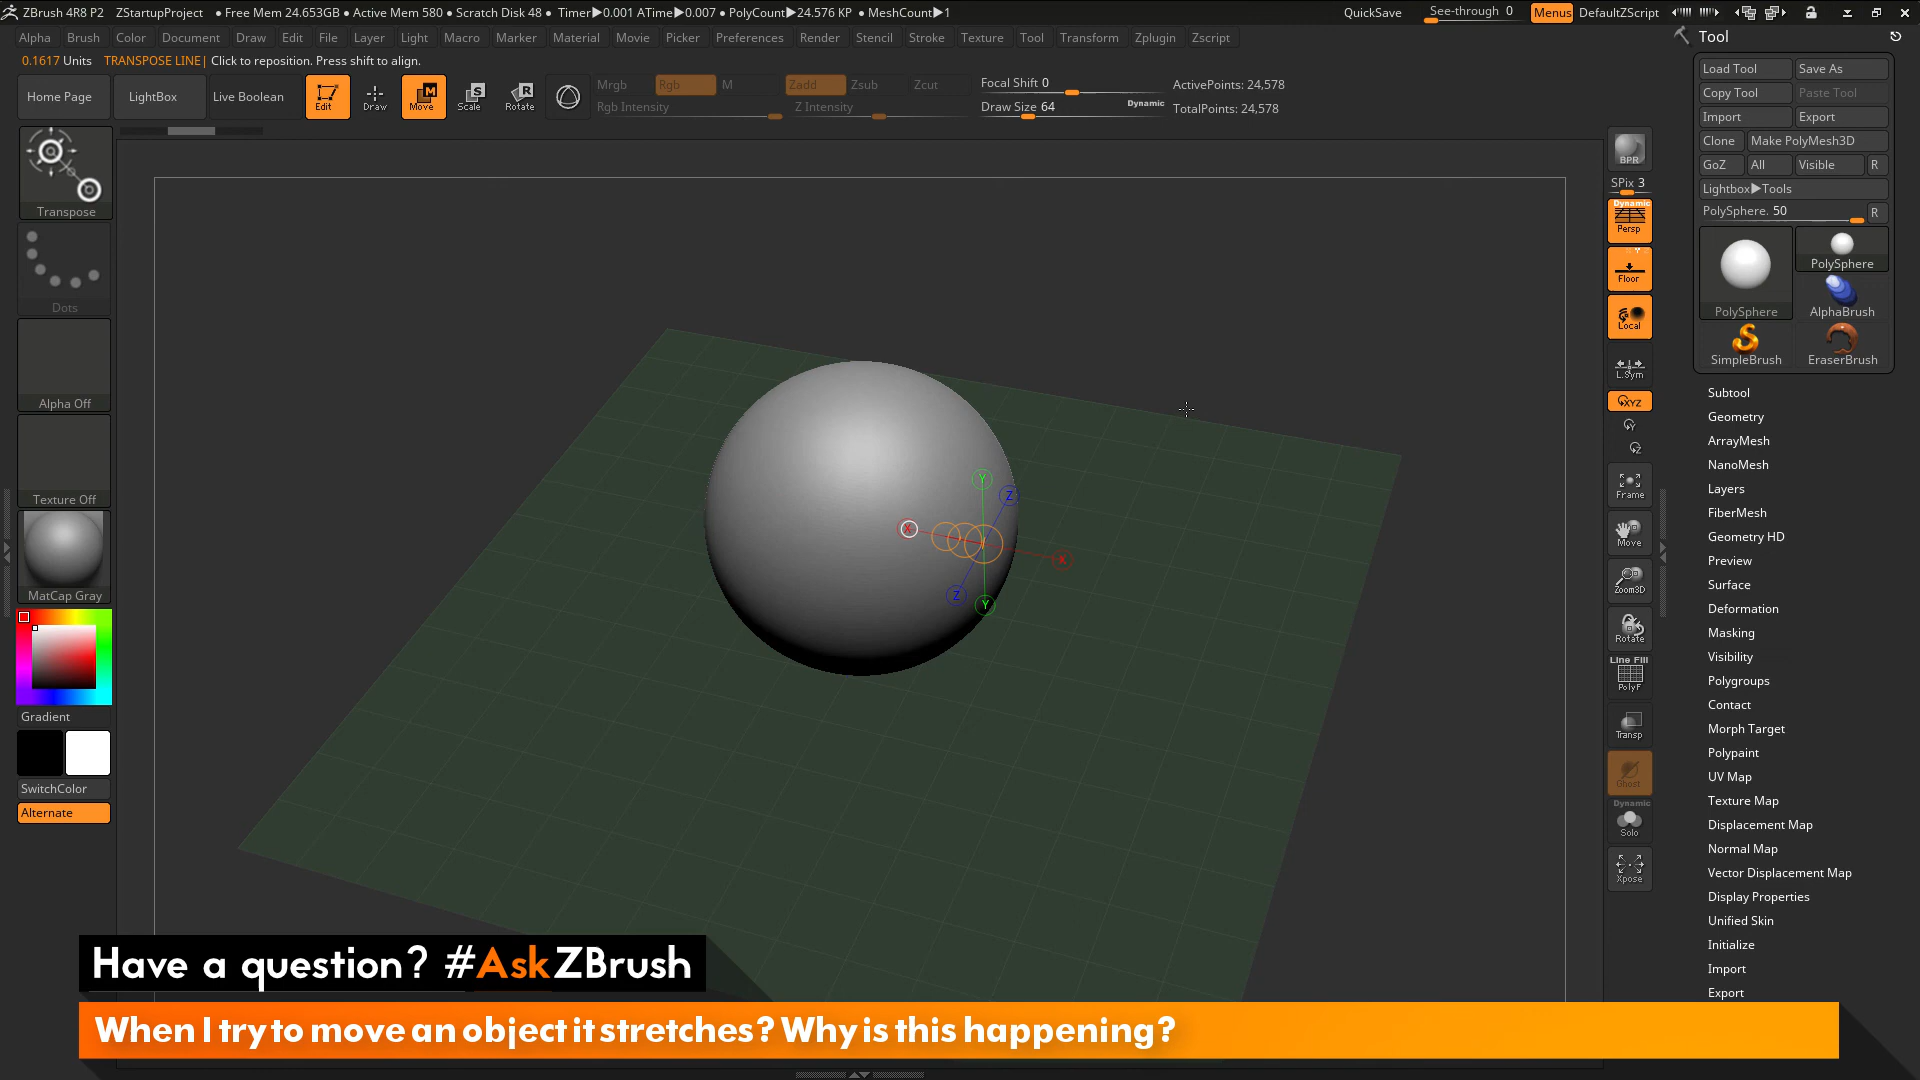 ZBrush 4R8 P2 ZStartupProject ● Free Mem 24.653GB ● Active Mem 580 ● Scratch Disk 48 ● Timer▶0.001 ATime▶0.007 ● PolyCount▶24.576 KP ● MeshCount▶1 QuickSave See-through 0 Menus DefaultZScript
Alpha Brush Color Document Draw Edit File Layer Light Macro Marker Material Movie Picker Preferences Render Stencil Stroke Texture Tool Transform Zplugin Zscript
0.1617 Units TRANSPOSE LINE| Click to reposition. Press shift to align.
Home Page LightBox Live Boolean Edit Draw Move Scale Rotate
M S R
Mrgb Rgb M Zadd Zsub Zcut
Rgb Intensity Z Intensity
Focal Shift 0 ActivePoints: 24,578
Draw Size 64 Dynamic TotalPoints: 24,578
Transpose
Dots
Alpha Off
Texture Off
MatCap Gray
Gradient
SwitchColor
Alternate
Y
Z
X
X
Z
Y
BPR
SPix 3
Dynamic
Persp
Floor
Local
L.Sym
XYZ
Y
Z
Frame
Move
Zoom3D
Rotate
Line Fill
PolyF
Transp
Ghost
Dynamic
Solo
Xpose
Tool
Load Tool Save As
Copy Tool Paste Tool
Import Export
Clone Make PolyMesh3D
GoZ All Visible R
Lightbox▶Tools
PolySphere. 50 R
PolySphere PolySphere
AlphaBrush
SimpleBrush EraserBrush
Subtool
Geometry
ArrayMesh
NanoMesh
Layers
FiberMesh
Geometry HD
Preview
Surface
Deformation
Masking
Visibility
Polygroups
Contact
Morph Target
Polypaint
UV Map
Texture Map
Displacement Map
Normal Map
Vector Displacement Map
Display Properties
Unified Skin
Initialize
Import
Export
Have a question? #AskZBrush
When I try to move an object it stretches? Why is this happening?